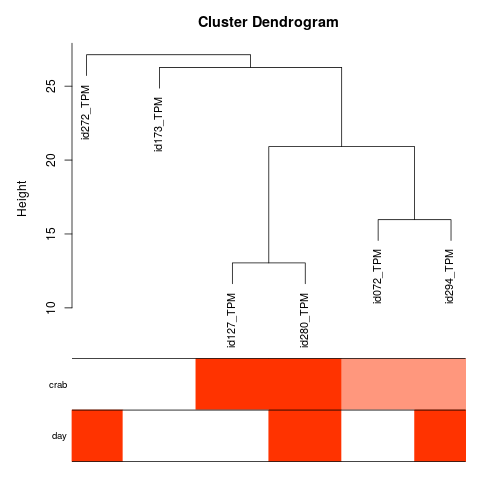 Cluster Dendrogram
Height
25
20
15
10
id272_TPM
id173_TPM
id127_TPM
id280_TPM
id072_TPM
id294_TPM
crab
day